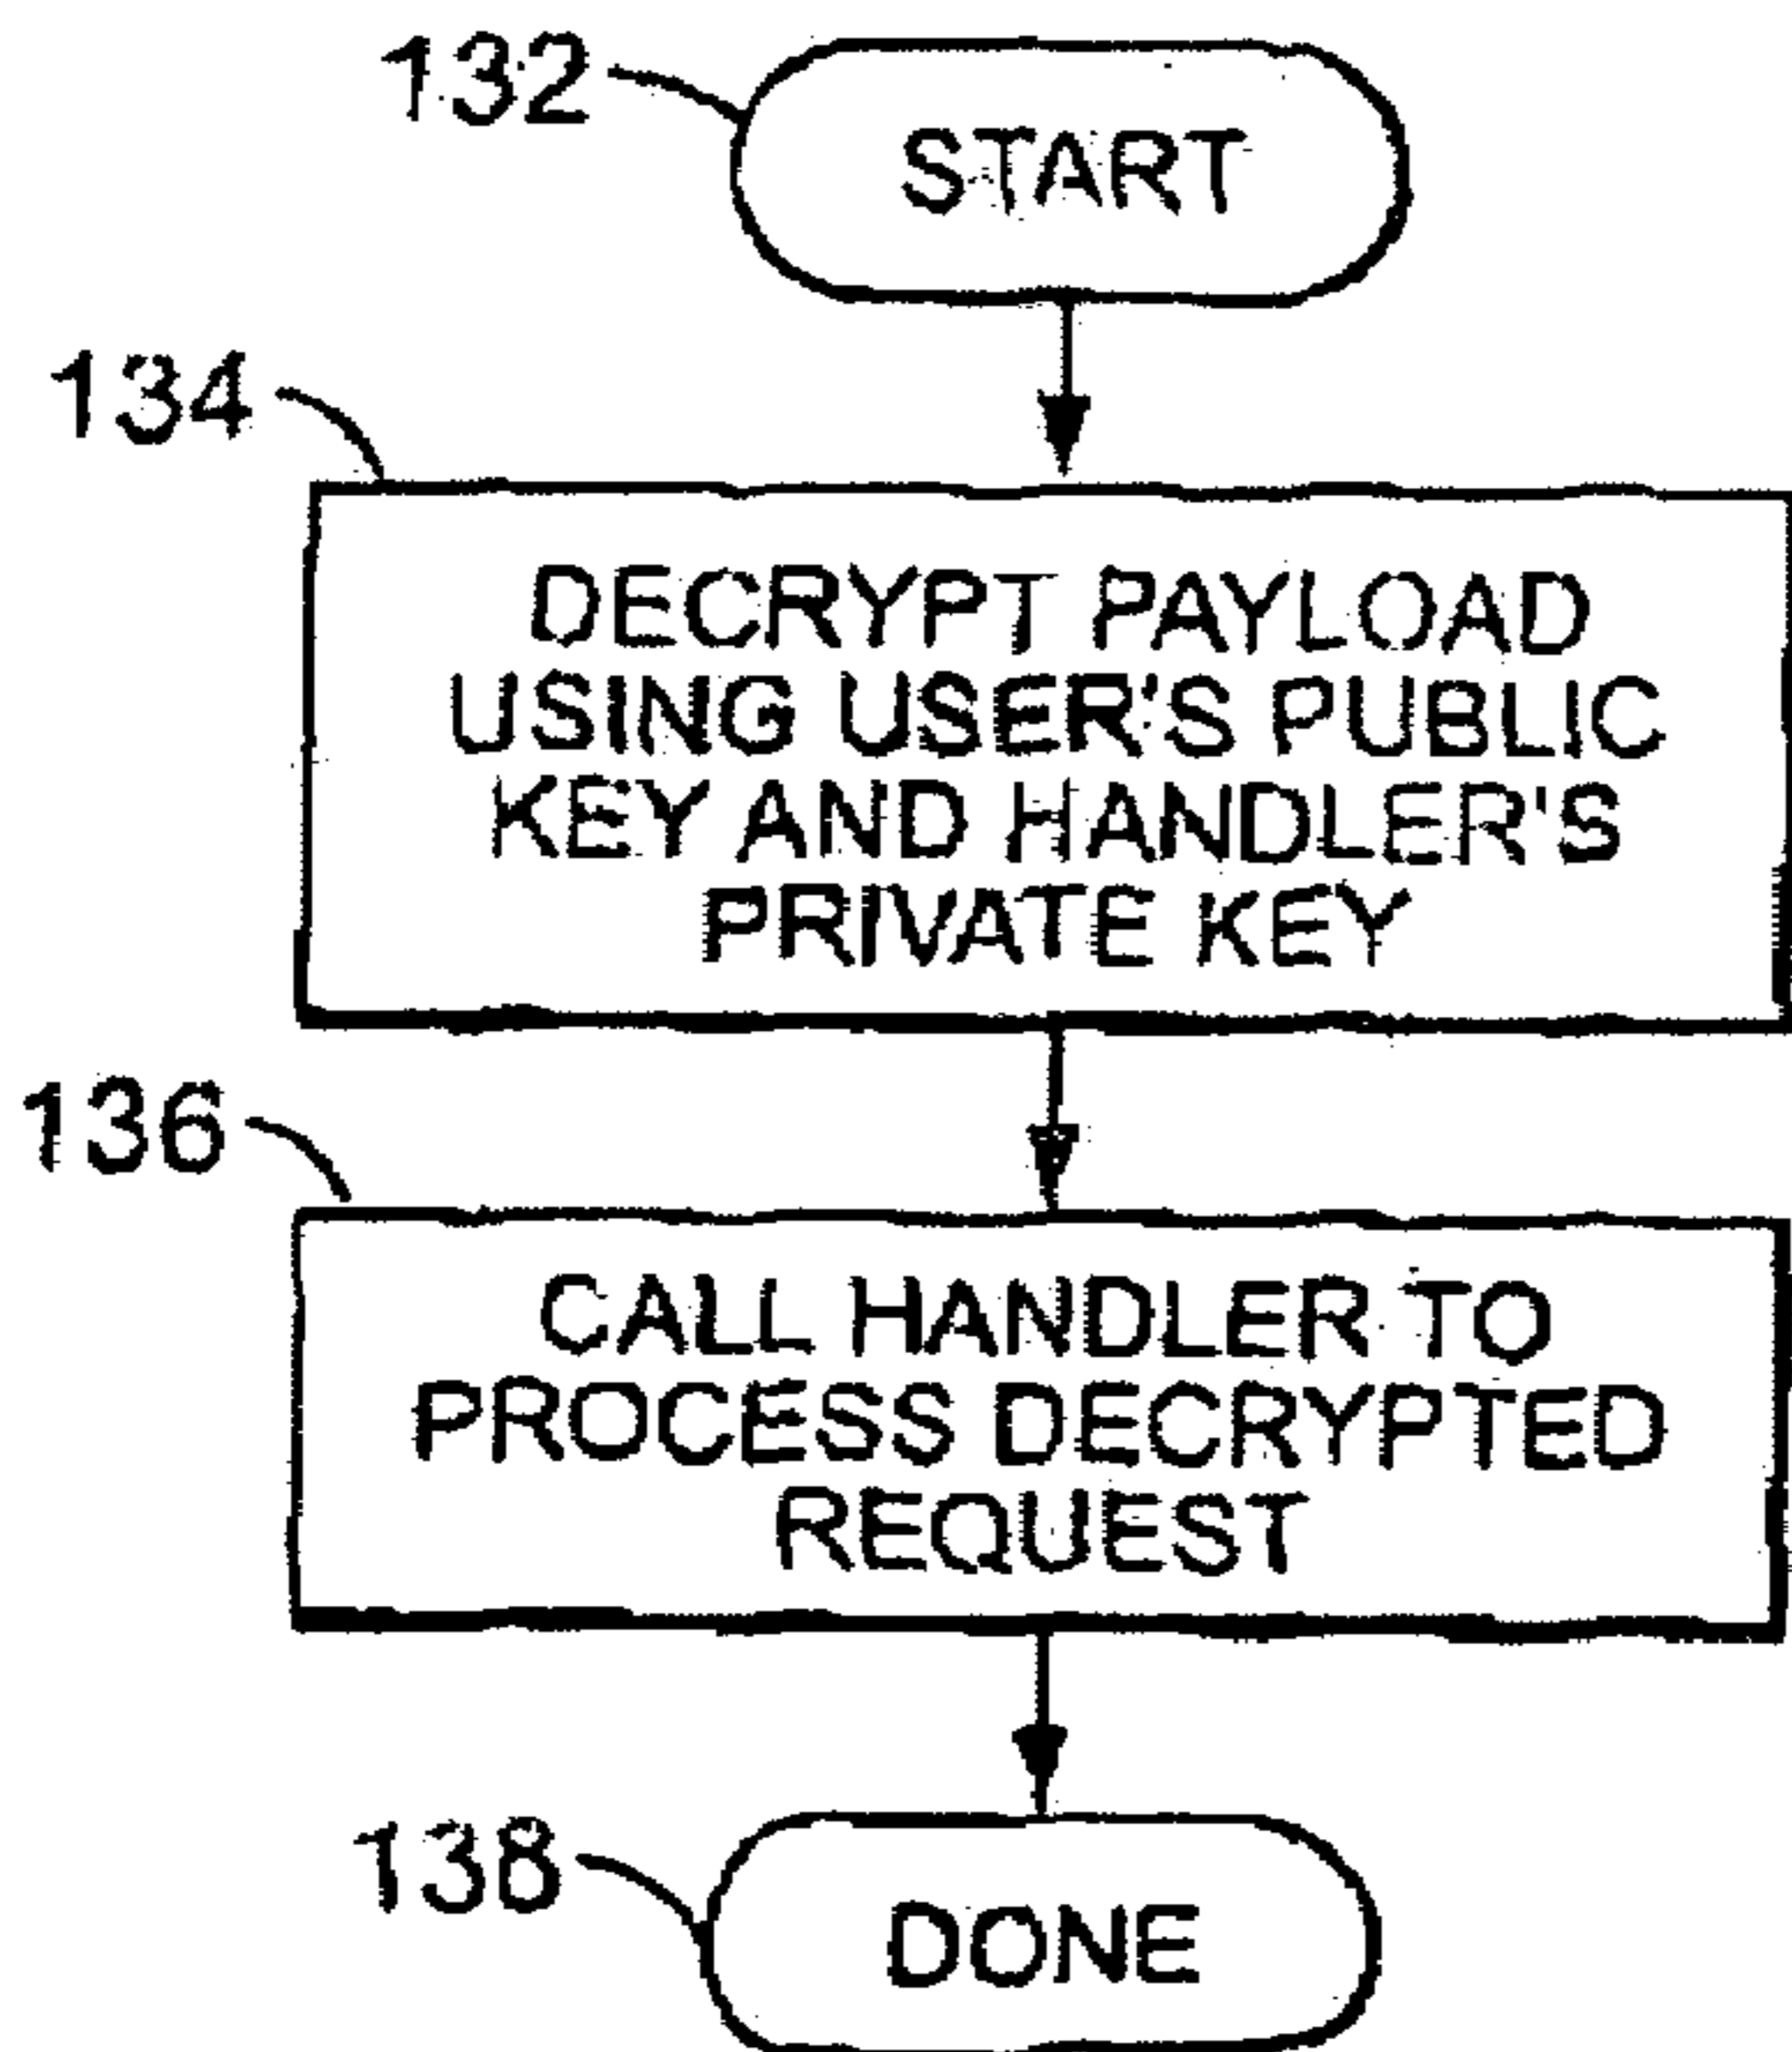 132
START
134
DECRYPT PAYLOAD
USING USER'S PUBLIC
KEY AND HANDLER'S
PRIVATE KEY
136
CALL HANDLER TO
PROCESS DECRYPTED
REQUEST
138
DONE